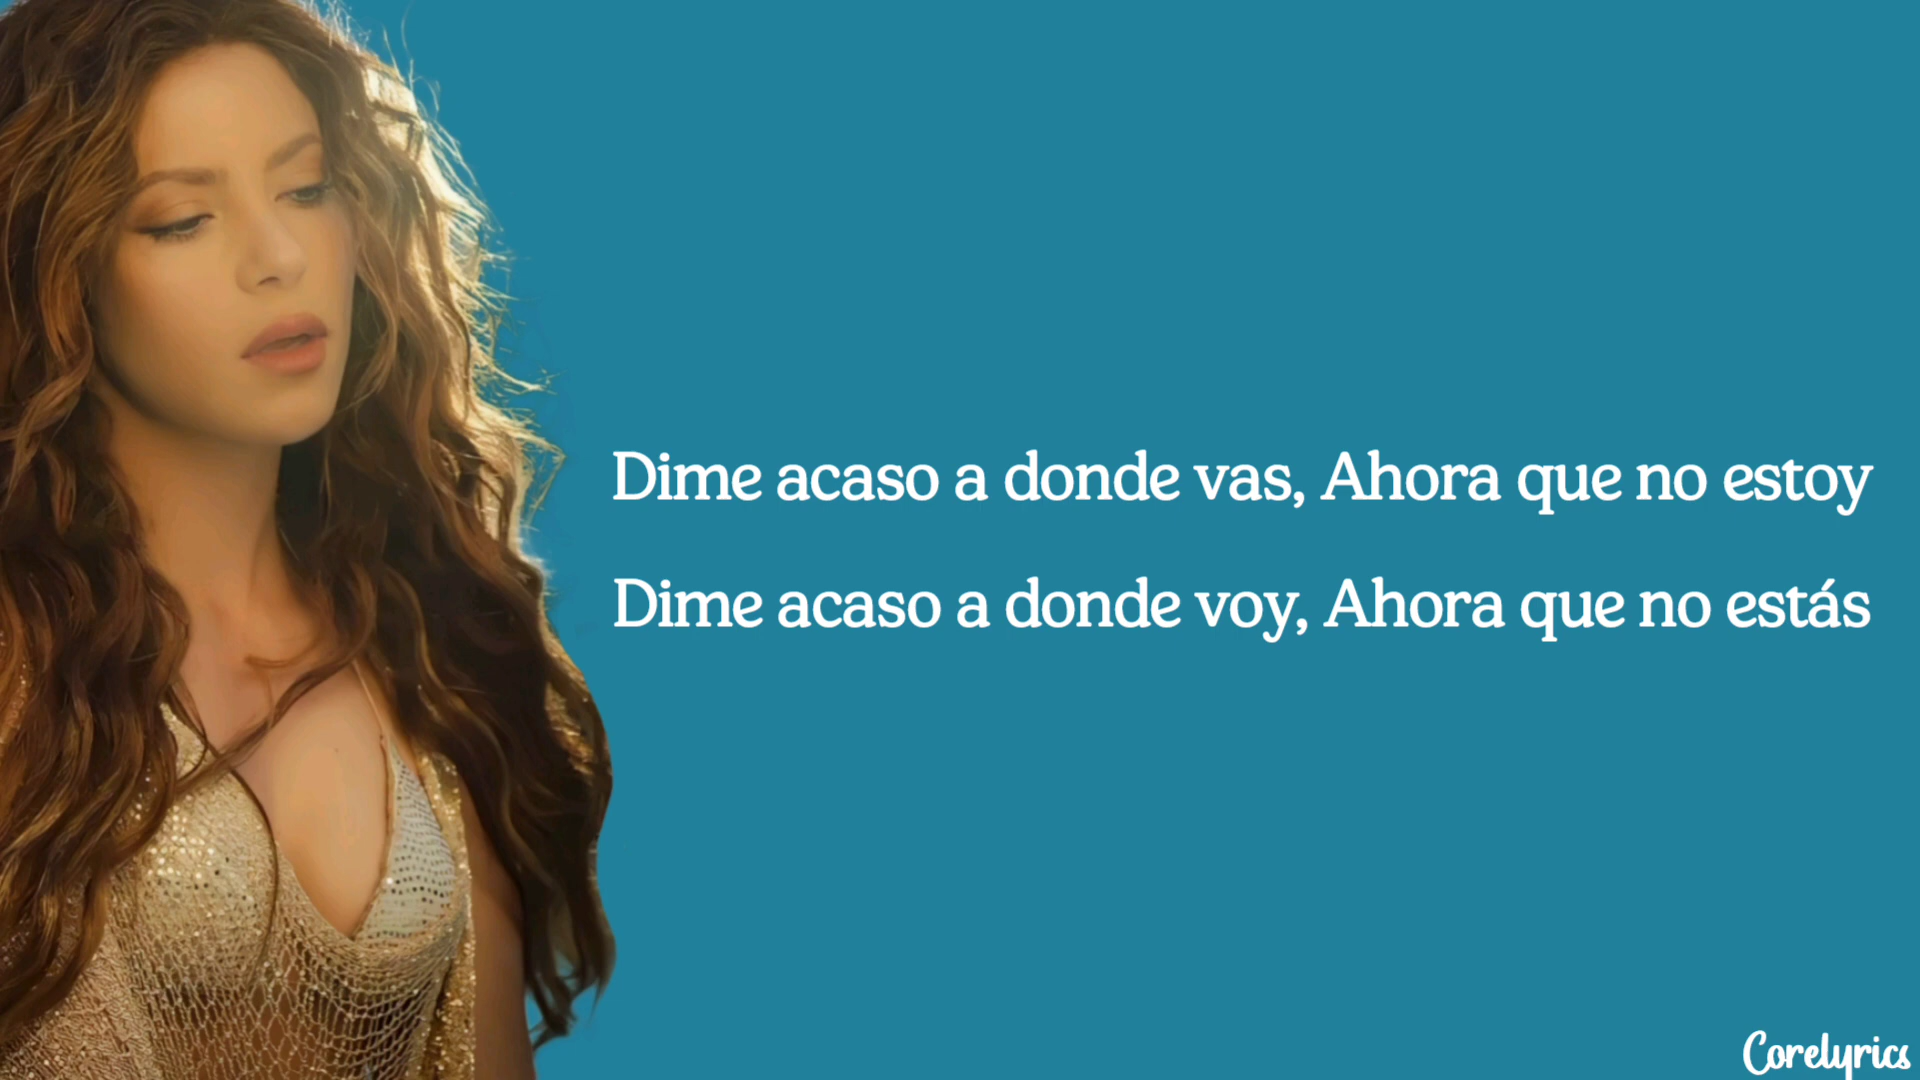 Dime acaso a donde vas, Ahora que no estoy
Dime acaso a donde voy, Ahora que no estás
Corelyrics